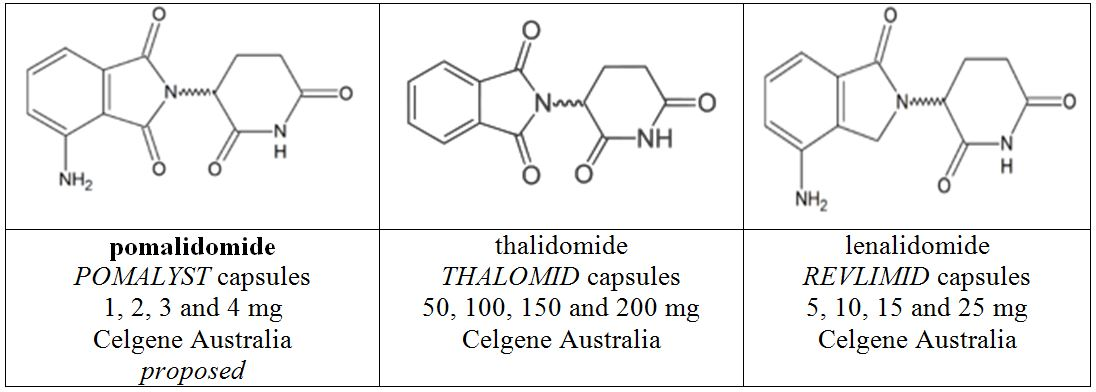 O
N
O
O
N
H
O
NH2
O
N
O
O
NH
O
O
N
O
O
N
H
NH2
pomalidomide
POMALYST capsules
1, 2, 3 and 4 mg
Celgene Australia
proposed
thalidomide
THALOMID capsules
50, 100, 150 and 200 mg
Celgene Australia
lenalidomide
REVLIMID capsules
5, 10, 15 and 25 mg
Celgene Australia